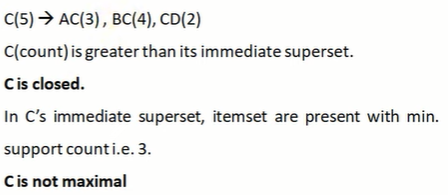 C(5) → AC(3) , BC(4), CD(2)
C(count) is greater than its immediate superset.
C is closed.
In C's immediate superset, itemset are present with min.
support count i.e. 3.
C is not maximal